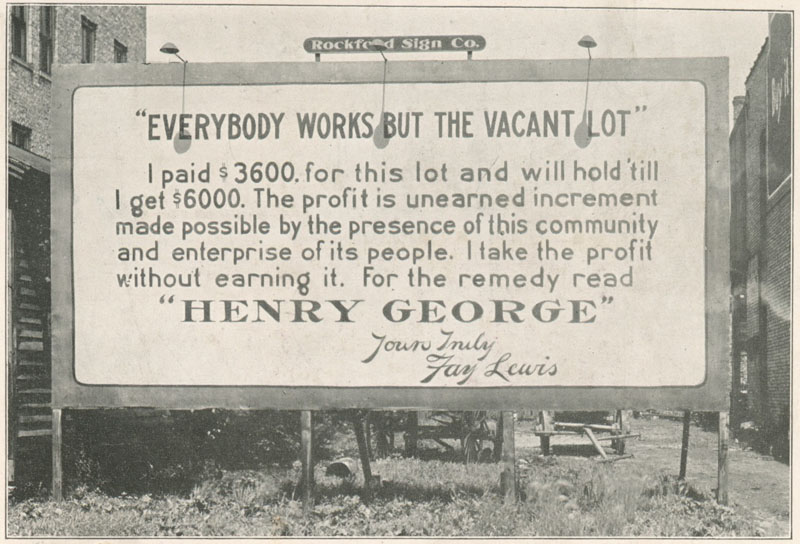 Rockford Sign Co.
"EVERYBODY WORKS BUT THE VACANT LOT"
I paid $3600. for this lot and will hold 'till
I get $6000. The profit is unearned increment
made possible by the presence of this community
and enterprise of its people. I take the profit
without earning it. For the remedy read
"HENRY GEORGE"
Yours Truly
Fay Lewis